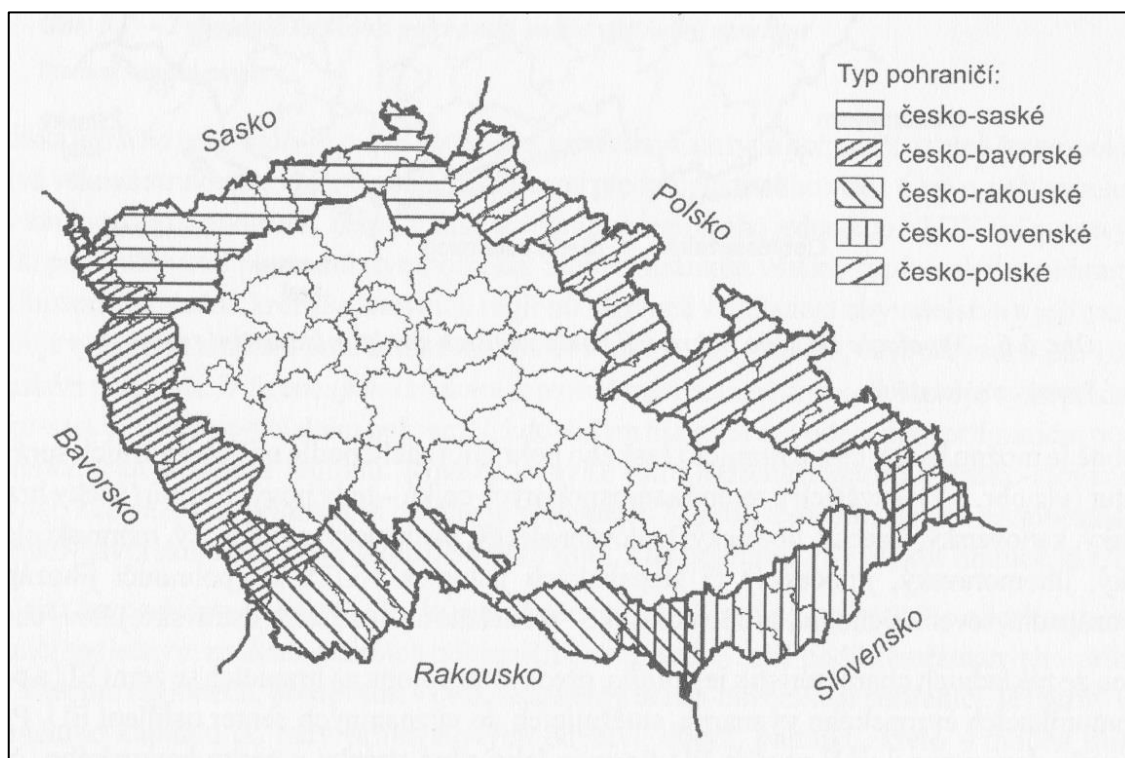 Typ pohraničí:
česko-saské
česko-bavorské
česko-rakouské
česko-slovenské
česko-polské
Sasko
Polsko
Bavorsko
Rakousko
Slovensko